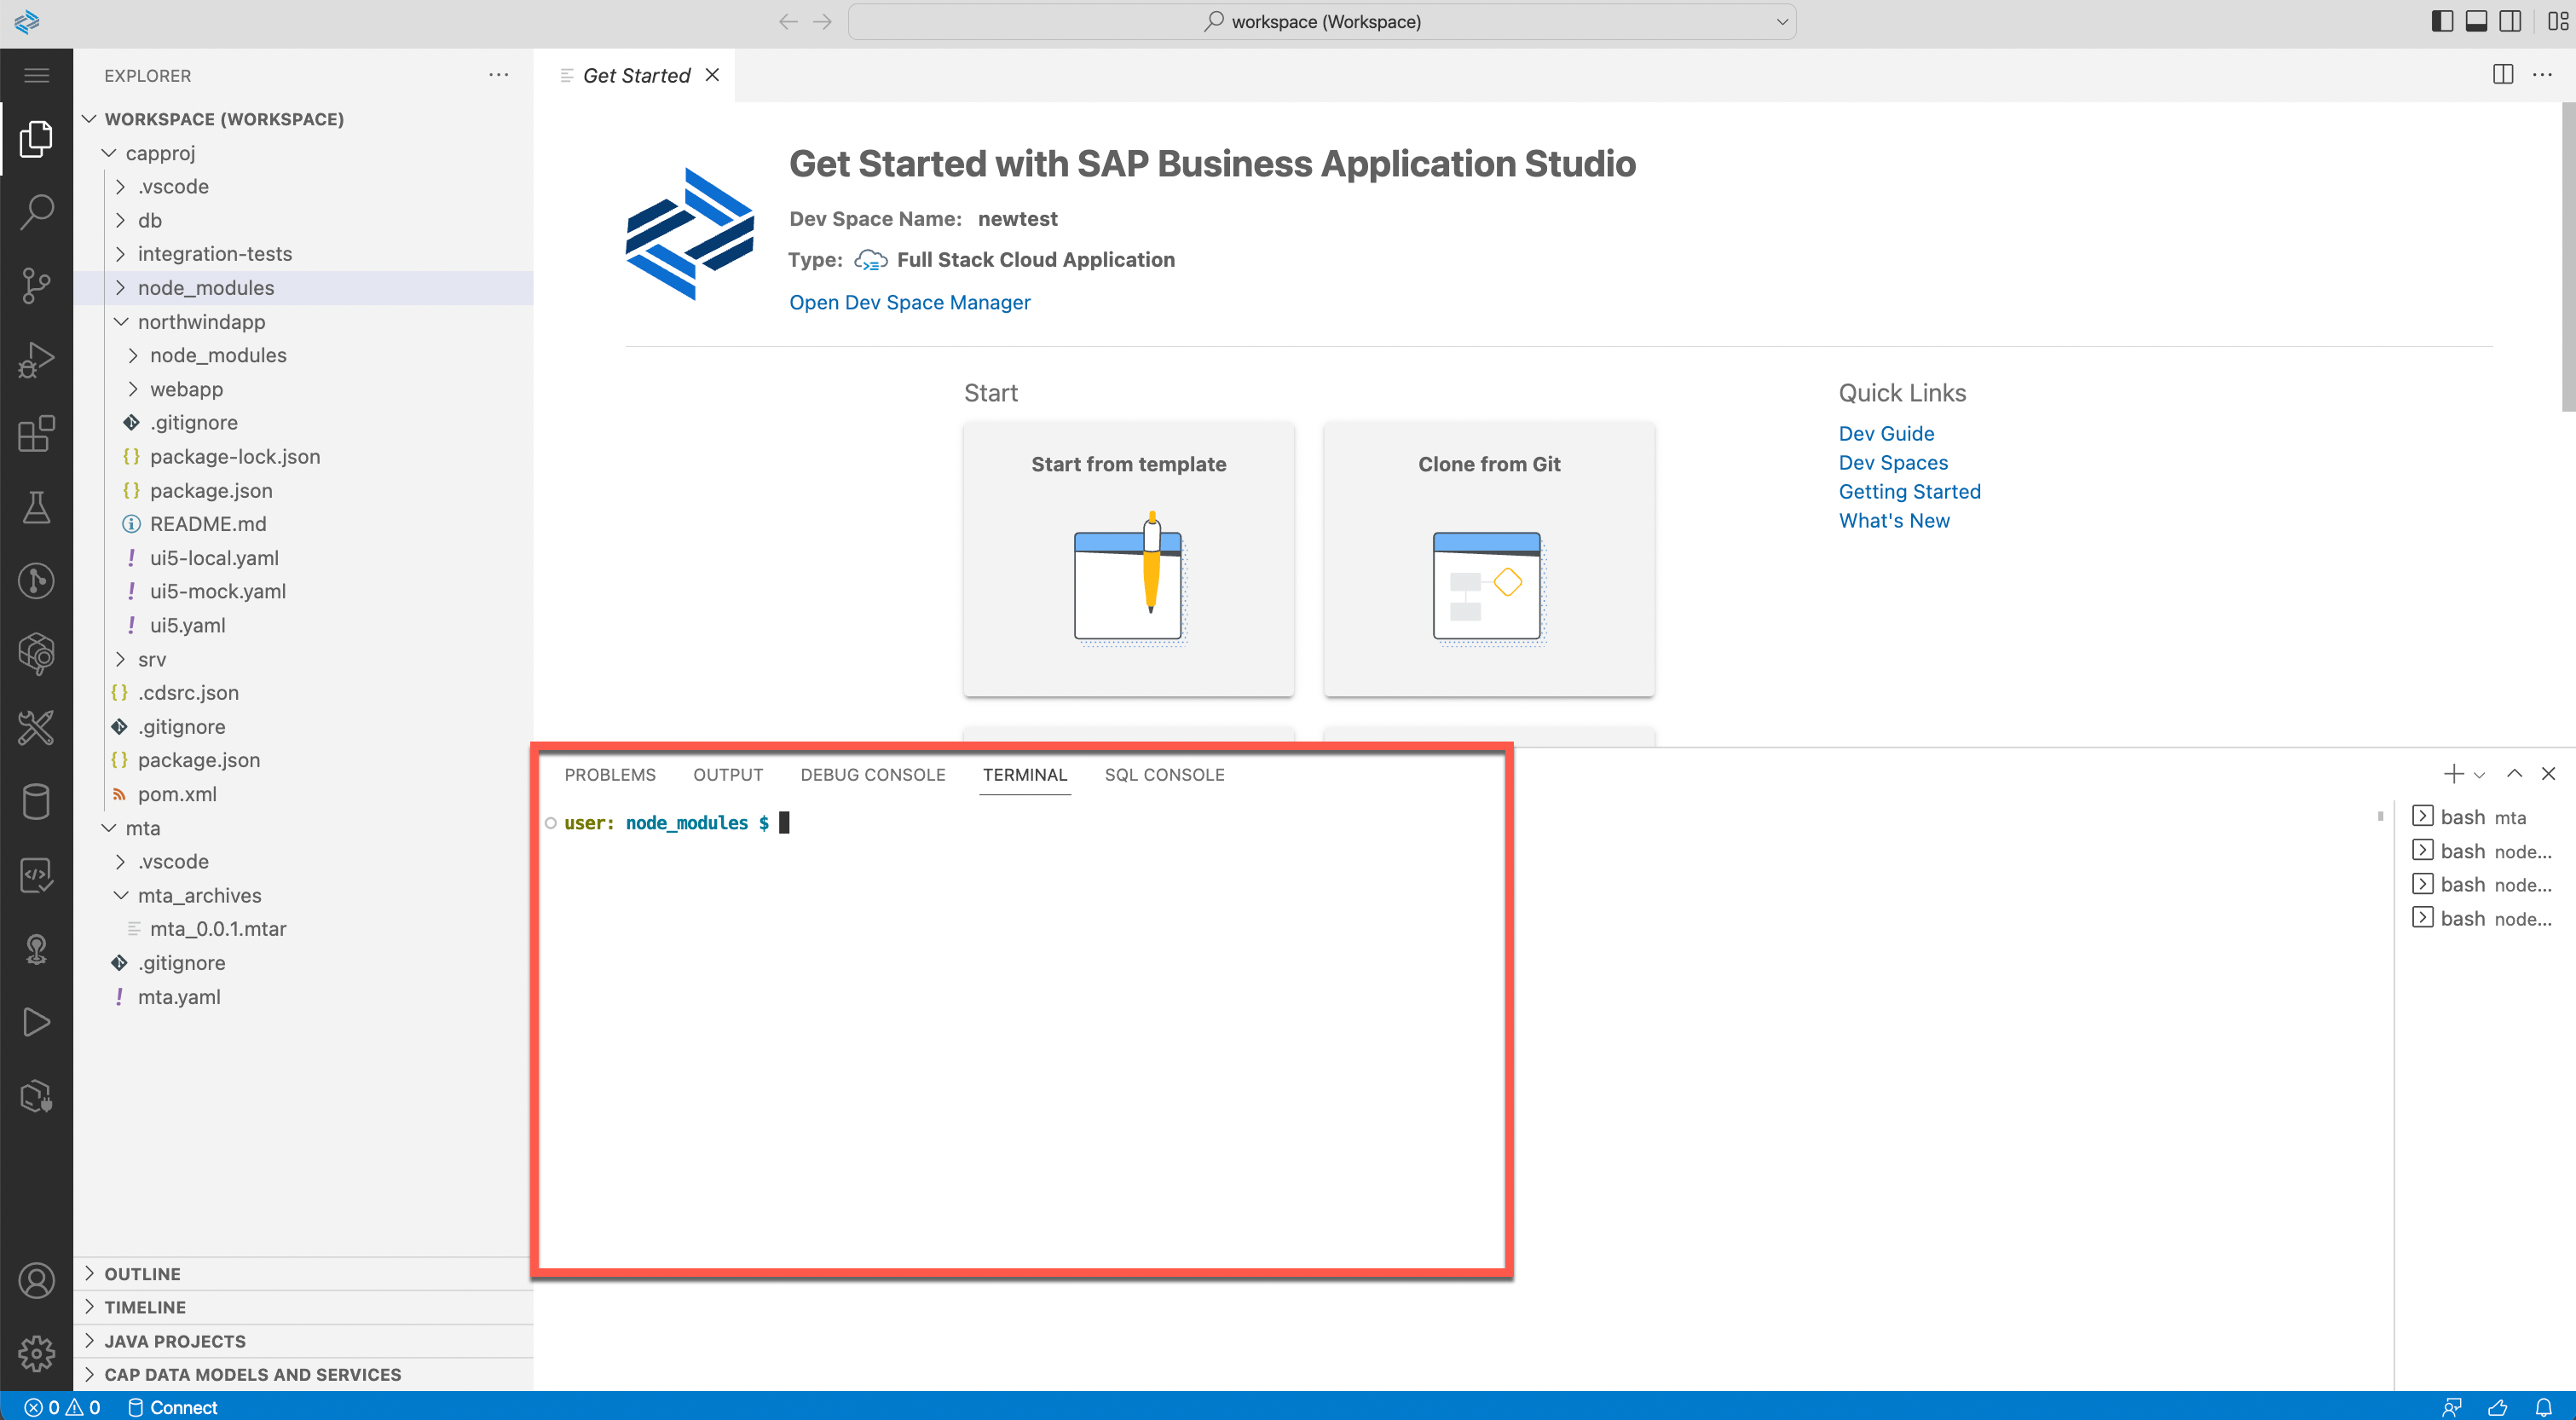 workspace (Workspace)
EXPLORER
WORKSPACE (WORKSPACE)
capproj
.vscode
db
integration-tests
node_modules
northwindapp
node_modules
webapp
.gitignore
package-lock.json
package.json
README.md
ui5-local.yaml
ui5-mock.yaml
ui5.yaml
srv
.cdsrc.json
.gitignore
package.json
pom.xml
mta
.vscode
mta_archives
mta_0.0.1.mtar
.gitignore
mta.yaml
OUTLINE
TIMELINE
JAVA PROJECTS
CAP DATA MODELS AND SERVICES
Get Started
Get Started with SAP Business Application Studio
Dev Space Name: newtest
Type: Full Stack Cloud Application
Open Dev Space Manager
Start
Start from template
Clone from Git
Quick Links
Dev Guide
Dev Spaces
Getting Started
What's New
PROBLEMS OUTPUT DEBUG CONSOLE TERMINAL SQL CONSOLE
user: node_modules $
bash mta
bash node...
bash node...
bash node...
0 0 Connect